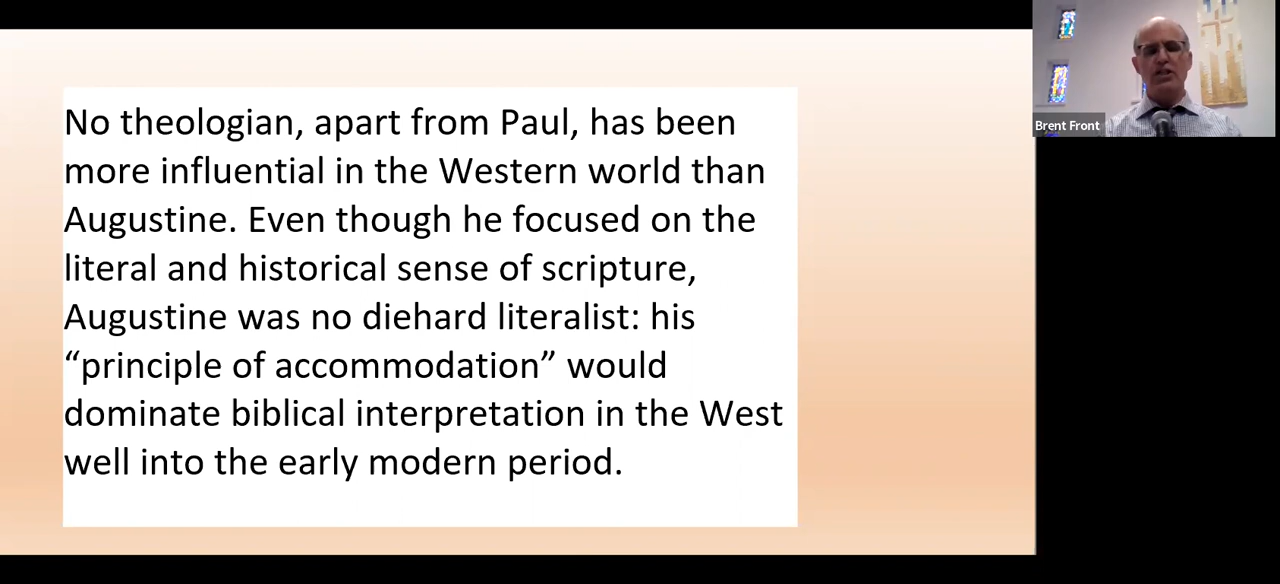 No theologian, apart from Paul, has been
more influential in the Western world than
Augustine. Even though he focused on the
literal and historical sense of scripture,
Augustine was no diehard literalist: his
“principle of accommodation” would
dominate biblical interpretation in the West
well into the early modern period.
Brent Front